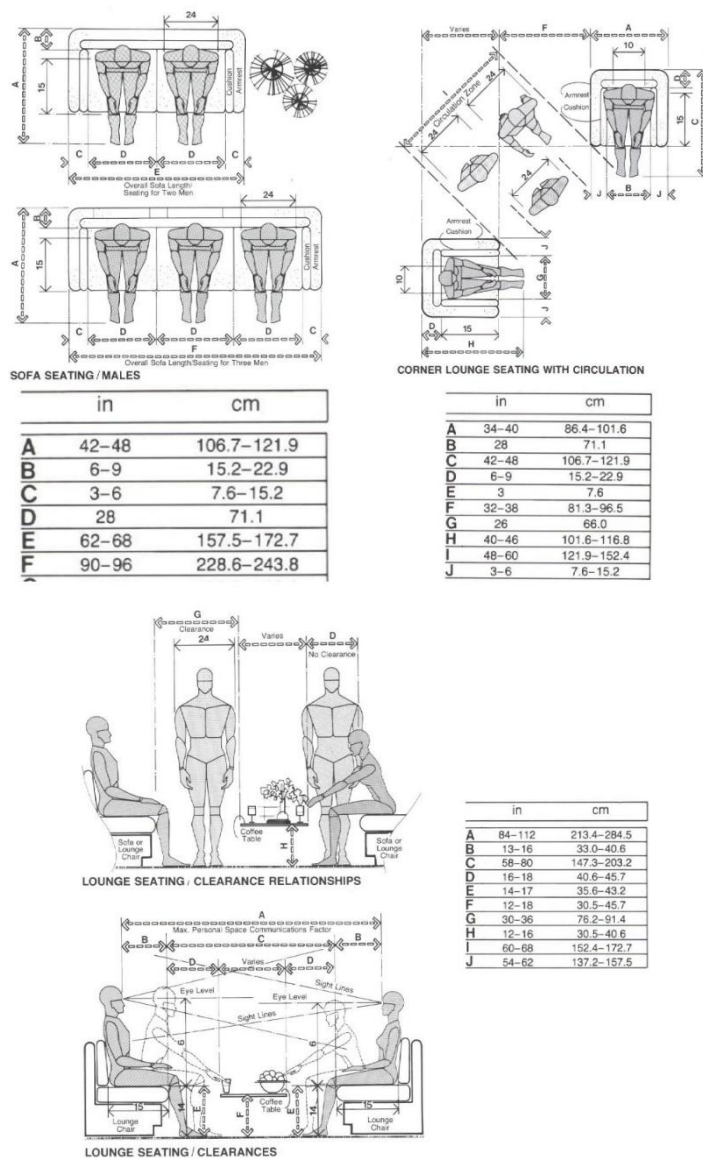 24
B
A
15
Cushion
Armrest
C
D
D
C
E
Overall Sofa Length/
Seating for Two Men
24
B
A
15
Cushion
Armrest
C
D
D
D
C
F
Overall Sofa Length/Seating for Three Men
SOFA SEATING / MALES
in cm
A 42–48 106.7–121.9
B 6–9 15.2–22.9
C 3–6 7.6–15.2
D 28 71.1
E 62–68 157.5–172.7
F 90–96 228.6–243.8
Varies
F
A
10
24
I
Circulation Zone
24
Armrest
Cushion
D
15
C
24
J
B
J
Armrest
Cushion
J
10
G
J
D
15
H
CORNER LOUNGE SEATING WITH CIRCULATION
in cm
A 34–40 86.4–101.6
B 28 71.1
C 42–48 106.7–121.9
D 6–9 15.2–22.9
E 3 7.6
F 32–38 81.3–96.5
G 26 66.0
H 40–46 101.6–116.8
I 48–60 121.9–152.4
J 3–6 7.6–15.2
G
Clearance
24
Varies
D
No Clearance
Coffee
Table
H
Sofa or
Lounge
Chair
Sofa or
Lounge
Chair
LOUNGE SEATING / CLEARANCE RELATIONSHIPS
in cm
A 84–112 213.4–284.5
B 13–16 33.0–40.6
C 58–80 147.3–203.2
D 16–18 40.6–45.7
E 14–17 35.6–43.2
F 12–18 30.5–45.7
G 30–36 76.2–91.4
H 12–16 30.5–40.6
I 60–68 152.4–172.7
J 54–62 137.2–157.5
A
Max. Personal Space Communications Factor
B
C
B
D
Varies
D
Sight Lines
Eye Level
Eye Level
Sight Lines
6
6
15
14
E
F
Coffee
Table
E
14
15
Lounge
Chair
Lounge
Chair
LOUNGE SEATING / CLEARANCES